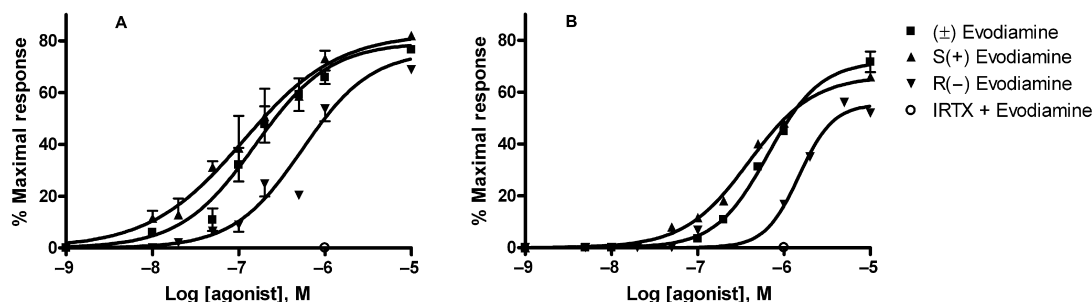 A
% Maximal response
80
60
40
20
0
–9 –8 –7 –6 –5
Log [agonist], M
B
% Maximal response
80
60
40
20
0
–9 –8 –7 –6 –5
Log [agonist], M
(±) Evodiamine
S(+) Evodiamine
R(−) Evodiamine
IRTX + Evodiamine